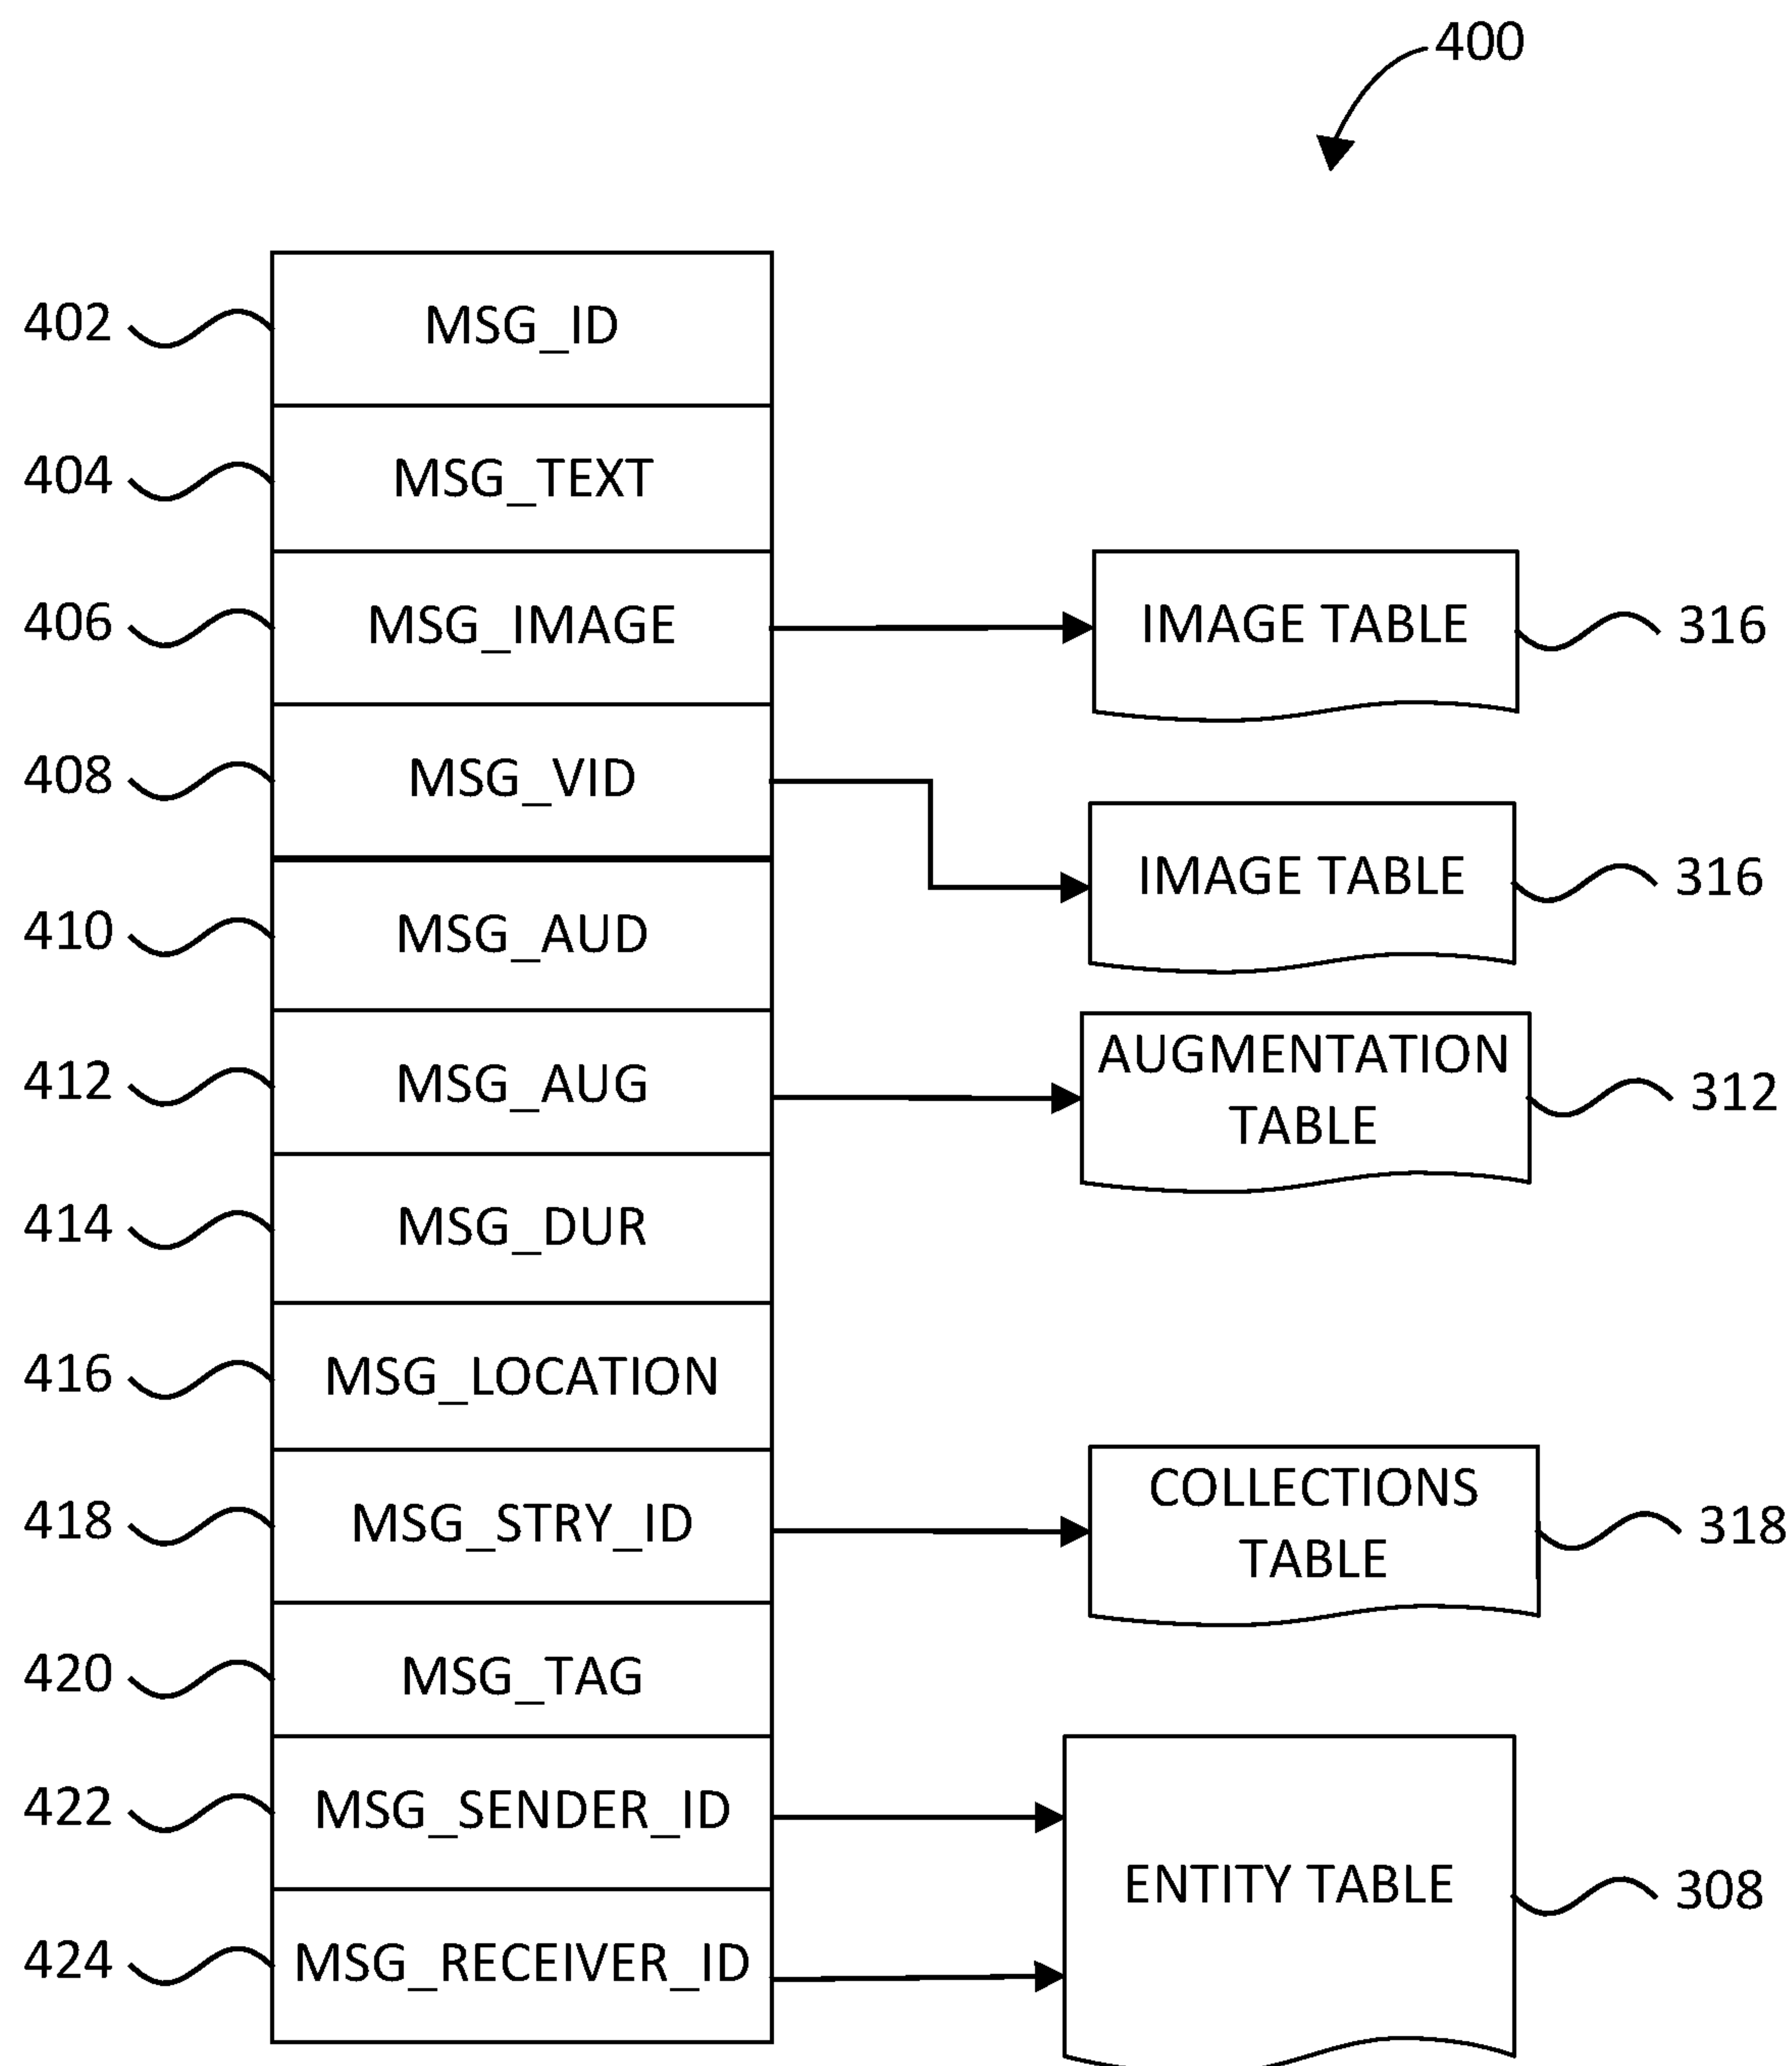 400
402
MSG_ID
404
MSG_TEXT
406
MSG_IMAGE
IMAGE TABLE
316
408
MSG_VID
IMAGE TABLE
316
410
MSG_AUD
412
MSG_AUG
AUGMENTATION
TABLE
312
414
MSG_DUR
416
MSG_LOCATION
418
MSG_STRY_ID
COLLECTIONS
TABLE
318
420
MSG_TAG
422
MSG_SENDER_ID
ENTITY TABLE
308
424
MSG_RECEIVER_ID